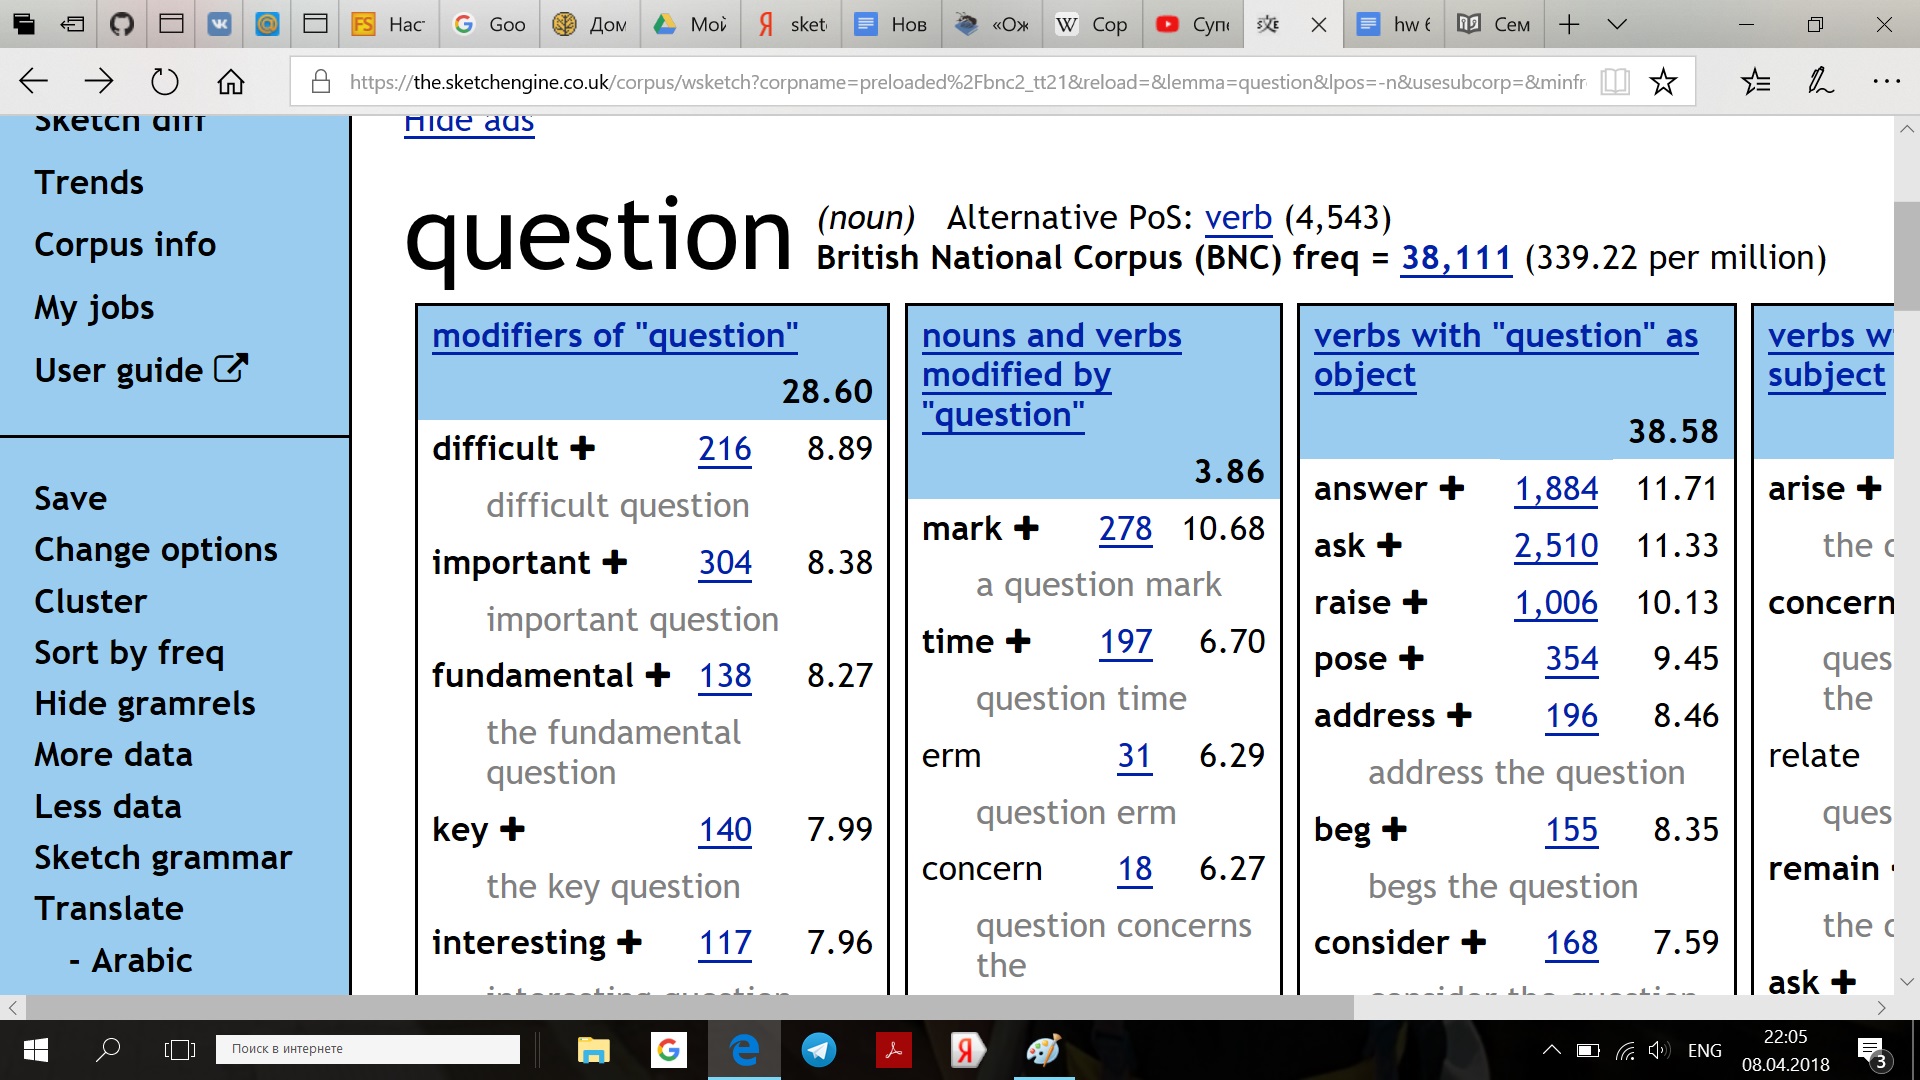 Нас
Goo
Дом
Мой
sket
Нов
«Ож
Cop
Супе
hw 6
Сем
https://the.sketchengine.co.uk/corpus/wsketch?corpname=preloaded%2Fbnc2_tt21&reload=&lemma=question&lpos=-n&usesubcorp=&minfr
Sketch diff
Trends
Corpus info
My jobs
User guide
Save
Change options
Cluster
Sort by freq
Hide gramrels
More data
Less data
Sketch grammar
Translate
- Arabic
Hide ads
question (noun) Alternative PoS: verb (4,543)
British National Corpus (BNC) freq = 38,111 (339.22 per million)
modifiers of "question"
28.60
difficult + 216 8.89
difficult question
important + 304 8.38
important question
fundamental + 138 8.27
the fundamental
question
key + 140 7.99
the key question
interesting + 117 7.96
interesting question
nouns and verbs
modified by
"question"
3.86
mark + 278 10.68
a question mark
time + 197 6.70
question time
erm 31 6.29
question erm
concern 18 6.27
question concerns
the
verbs with "question" as
object
38.58
answer + 1,884 11.71
ask + 2,510 11.33
raise + 1,006 10.13
pose + 354 9.45
address + 196 8.46
address the question
beg + 155 8.35
begs the question
consider + 168 7.59
consider the question
verbs w
subject
arise +
the
concern
ques
the
relate
ques
remain
the
ask +
Поиск в интернете
ENG
22:05
08.04.2018
3